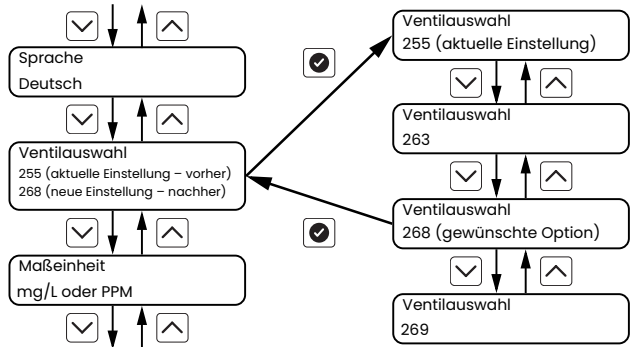 Sprache
Deutsch
Ventilauswahl
255 (aktuelle Einstellung – vorher)
268 (neue Einstellung – nachher)
Maßeinheit
mg/L oder PPM
Ventilauswahl
255 (aktuelle Einstellung)
Ventilauswahl
263
Ventilauswahl
268 (gewünschte Option)
Ventilauswahl
269